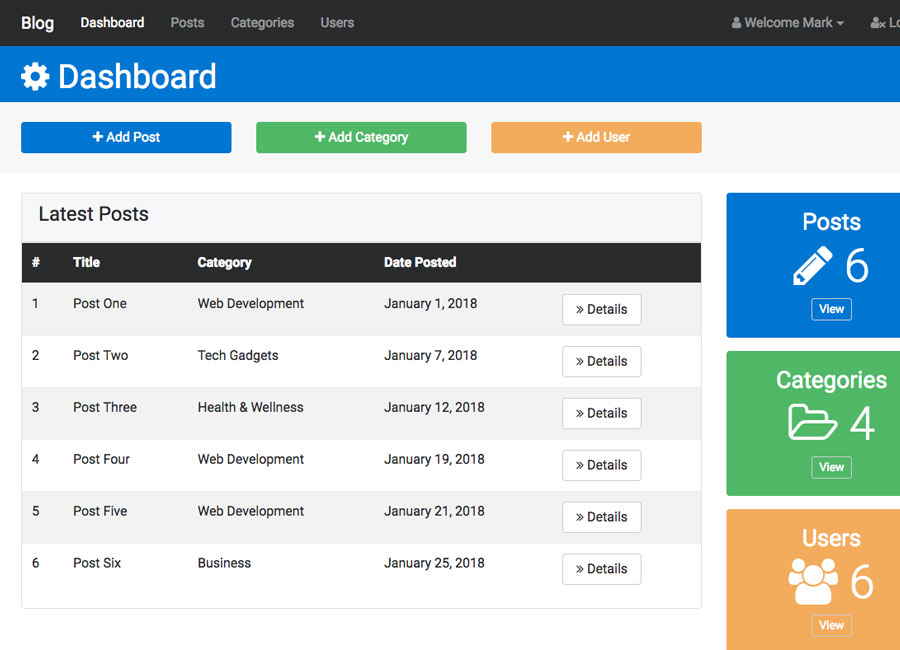 Blog Dashboard Posts Categories Users Welcome Mark
Dashboard
Add Post Add Category Add User
Latest Posts
# Title Category Date Posted
1 Post One Web Development January 1, 2018 » Details
2 Post Two Tech Gadgets January 7, 2018 » Details
3 Post Three Health & Wellness January 12, 2018 » Details
4 Post Four Web Development January 19, 2018 » Details
5 Post Five Web Development January 21, 2018 » Details
6 Post Six Business January 25, 2018 » Details
Posts
6
View
Categories
4
View
Users
6
View